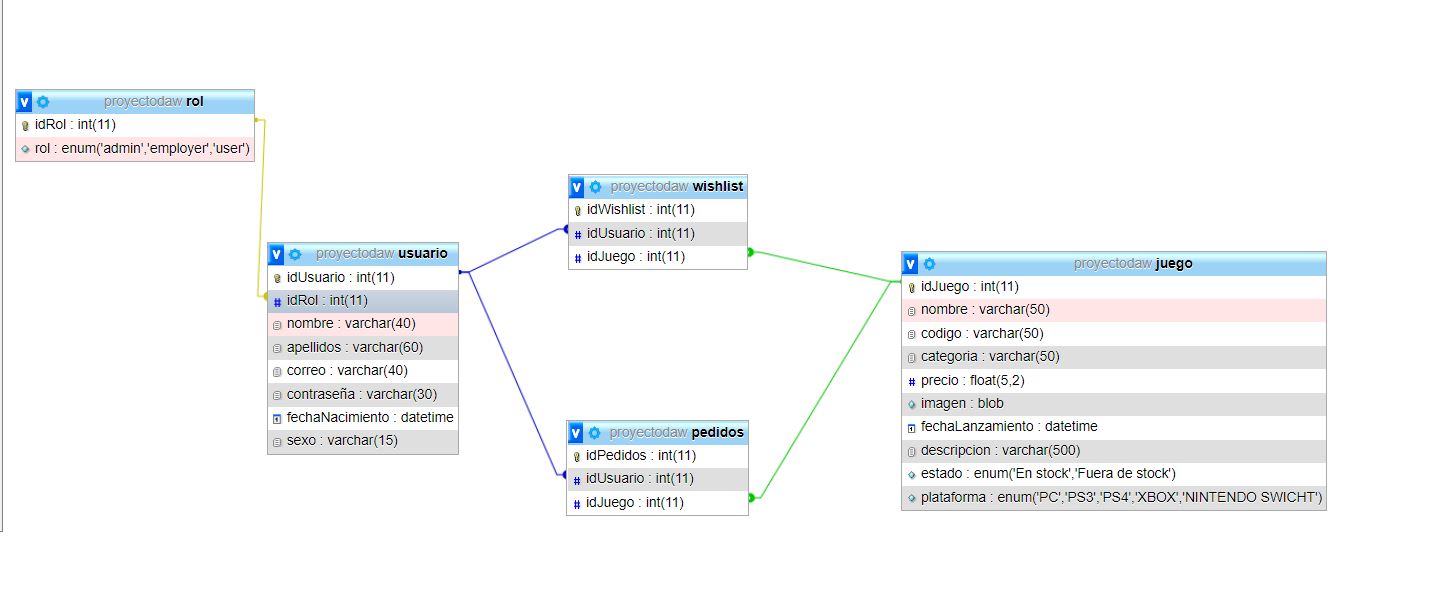 proyectodaw rol
idRol : int(11)
rol : enum('admin','employer','user')
proyectodaw usuario
idUsuario : int(11)
idRol : int(11)
nombre : varchar(40)
apellidos : varchar(60)
correo : varchar(40)
contraseña : varchar(30)
fechaNacimiento : datetime
sexo : varchar(15)
proyectodaw wishlist
idWishlist : int(11)
idUsuario : int(11)
idJuego : int(11)
proyectodaw pedidos
idPedidos : int(11)
idUsuario : int(11)
idJuego : int(11)
proyectodaw juego
idJuego : int(11)
nombre : varchar(50)
codigo : varchar(50)
categoria : varchar(50)
precio : float(5,2)
imagen : blob
fechaLanzamiento : datetime
descripcion : varchar(500)
estado : enum('En stock','Fuera de stock')
plataforma : enum('PC','PS3','PS4','XBOX','NINTENDO SWICHT')